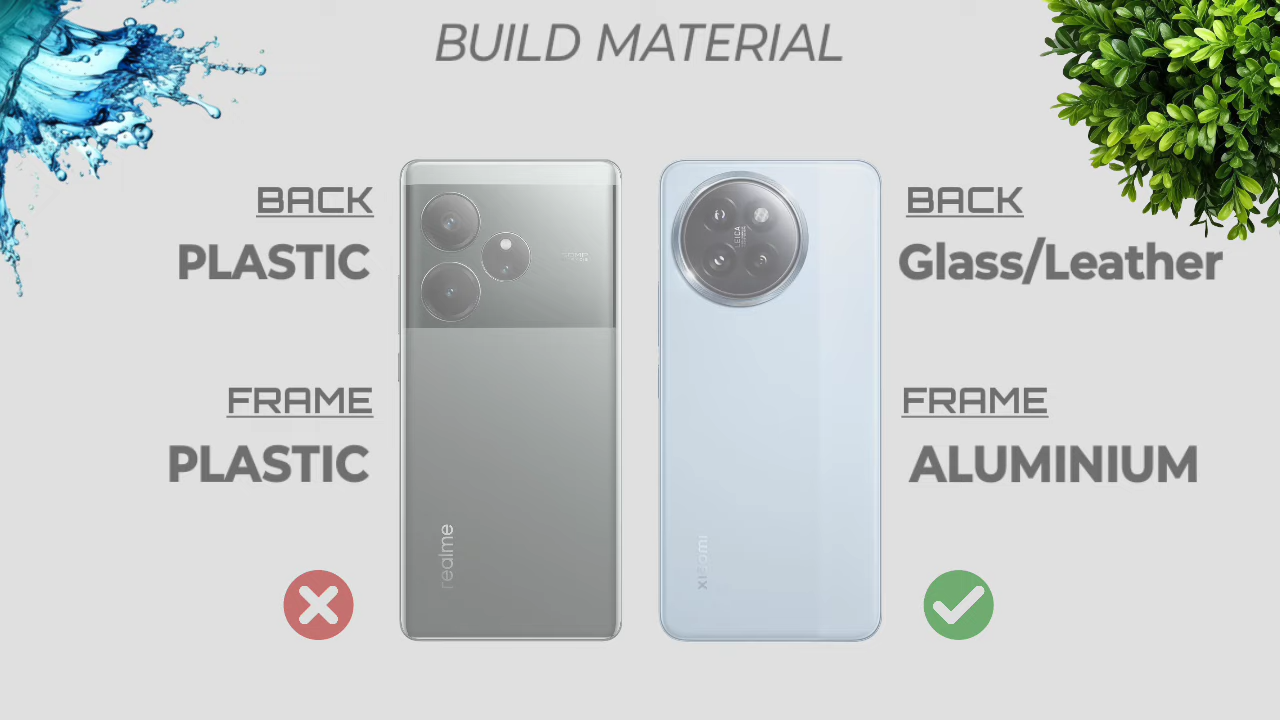 BUILD MATERIAL
BACK
PLASTIC
FRAME
PLASTIC
realme
LEICA
xiaomi
BACK
Glass/Leather
FRAME
ALUMINIUM